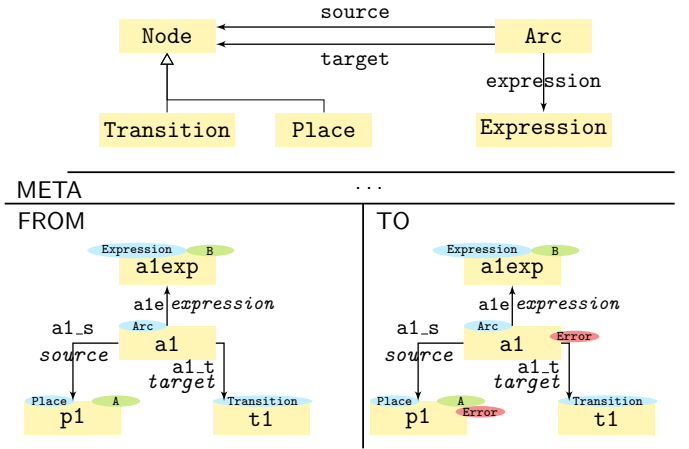 source
Node
Arc
target
expression
Transition
Place
Expression
META
...
FROM
TO
Expression B
a1exp
a1e expression
Arc
a1_s
a1
source
a1_t
target
Place A
p1
Transition
t1
Expression B
a1exp
a1e expression
Arc
a1_s
a1
Error
source
a1_t
target
Place A
Error
p1
Transition
t1